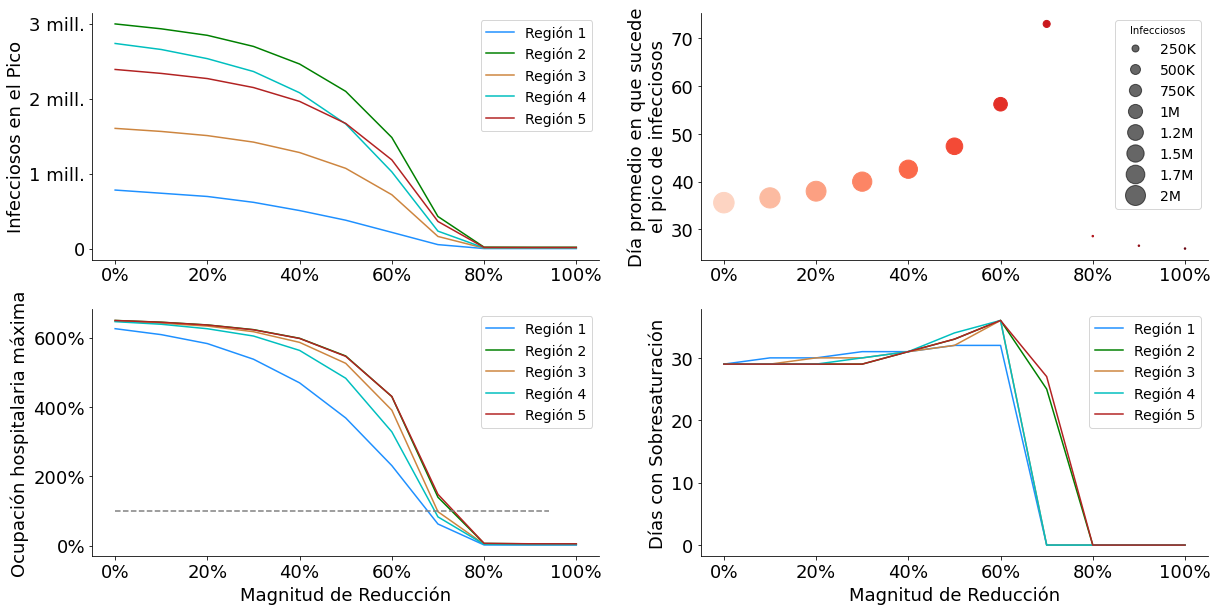 Infecciosos en el Pico
3 mill.
2 mill.
1 mill.
0
0%
20%
40%
60%
80%
100%
Región 1
Región 2
Región 3
Región 4
Región 5
Día promedio en que sucede
el pico de infecciosos
70
60
50
40
30
0%
20%
40%
60%
80%
100%
Infecciosos
250K
500K
750K
1M
1.2M
1.5M
1.7M
2M
Ocupación hospitalaria máxima
600%
400%
200%
0%
0%
20%
40%
60%
80%
100%
Magnitud de Reducción
Región 1
Región 2
Región 3
Región 4
Región 5
Días con Sobresaturación
30
20
10
0
0%
20%
40%
60%
80%
100%
Magnitud de Reducción
Región 1
Región 2
Región 3
Región 4
Región 5